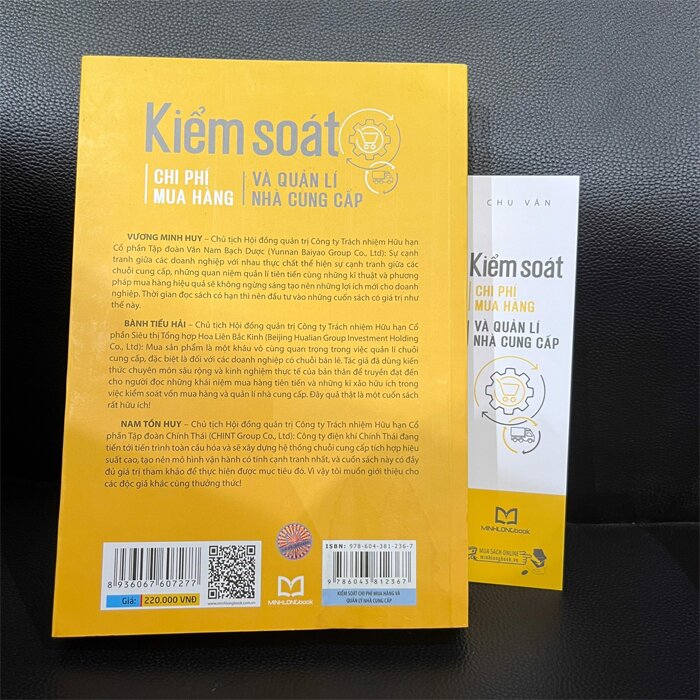 Kiểm soát
CHI PHÍ
MUA HÀNG
VÀ QUẢN LÍ
NHÀ CUNG CẤP
VƯƠNG MINH HUY – Chủ tịch Hội đồng quản trị Công ty Trách nhiệm Hữu hạn
Cổ phần Tập đoàn Vân Nam Bạch Dược (Yunnan Baiyao Group Co., Ltd): Sự cạnh
tranh giữa các doanh nghiệp với nhau thực chất thể hiện sự cạnh tranh giữa các
chuỗi cung cấp, những quan niệm quản lí tiên tiến cùng những kĩ thuật và phương
pháp mua hàng hiệu quả sẽ không ngừng sáng tạo nên những lợi ích mới cho doanh
nghiệp. Thời gian đọc sách có hạn thì nên đầu tư vào những cuốn sách có giá trị như
thế này.
BÀNH TIỂU HẢI – Chủ tịch Hội đồng quản trị Công ty Trách nhiệm Hữu hạn Cổ
phần Siêu thị Tổng hợp Hoa Liên Bắc Kinh (Beijing Hualian Group Investment Holding
Co., Ltd): Mua sản phẩm là một khâu vô cùng quan trọng trong việc quản lí chuỗi
cung cấp, đặc biệt là đối với các doanh nghiệp có chuỗi bán lẻ. Tác giả đã dùng kiến
thức chuyên môn sâu rộng và kinh nghiệm thực tế của bản thân để truyền đạt đến
cho người đọc những khái niệm mua hàng tiên tiến và những kĩ xảo hữu ích trong
việc kiểm soát vốn mua hàng và quản lí nhà cung cấp. Đây quả thật là một cuốn sách
rất hữu ích!
NAM TỒN HUY – Chủ tịch Hội đồng quản trị Công ty Trách nhiệm Hữu hạn Cổ
phần Tập đoàn Chính Thái (CHINT Group Co., Ltd): Công ty điện khí Chính Thái đang
tiến tới tiến trình toàn cầu hóa và sẽ xây dựng hệ thống chuỗi cung cấp tích hợp hiệu
suất cao, tạo nên mô hình vận hành có tính cạnh tranh nhất, và cuốn sách này có đầy
đủ giá trị tham khảo để thực hiện được mục tiêu đó. Vì vậy tôi muốn giới thiệu cho
các độc giả khác cùng thưởng thức!
8936067607277
Giá: 220.000 VNĐ
www.minhlongbook.com.vn
MINHLONGbook
ISBN: 978-604-381-236-7
9786043812367
KIỂM SOÁT CHI PHÍ MUA HÀNG VÀ
QUẢN LÝ NHÀ CUNG CẤP
CHU VÂN
Kiểm soát
CHI PHÍ
MUA HÀNG
VÀ QUẢN LÍ
NHÀ CUNG CẤP
MINHLONGbook
MUA SÁCH ONLINE
minhlongbook.vn